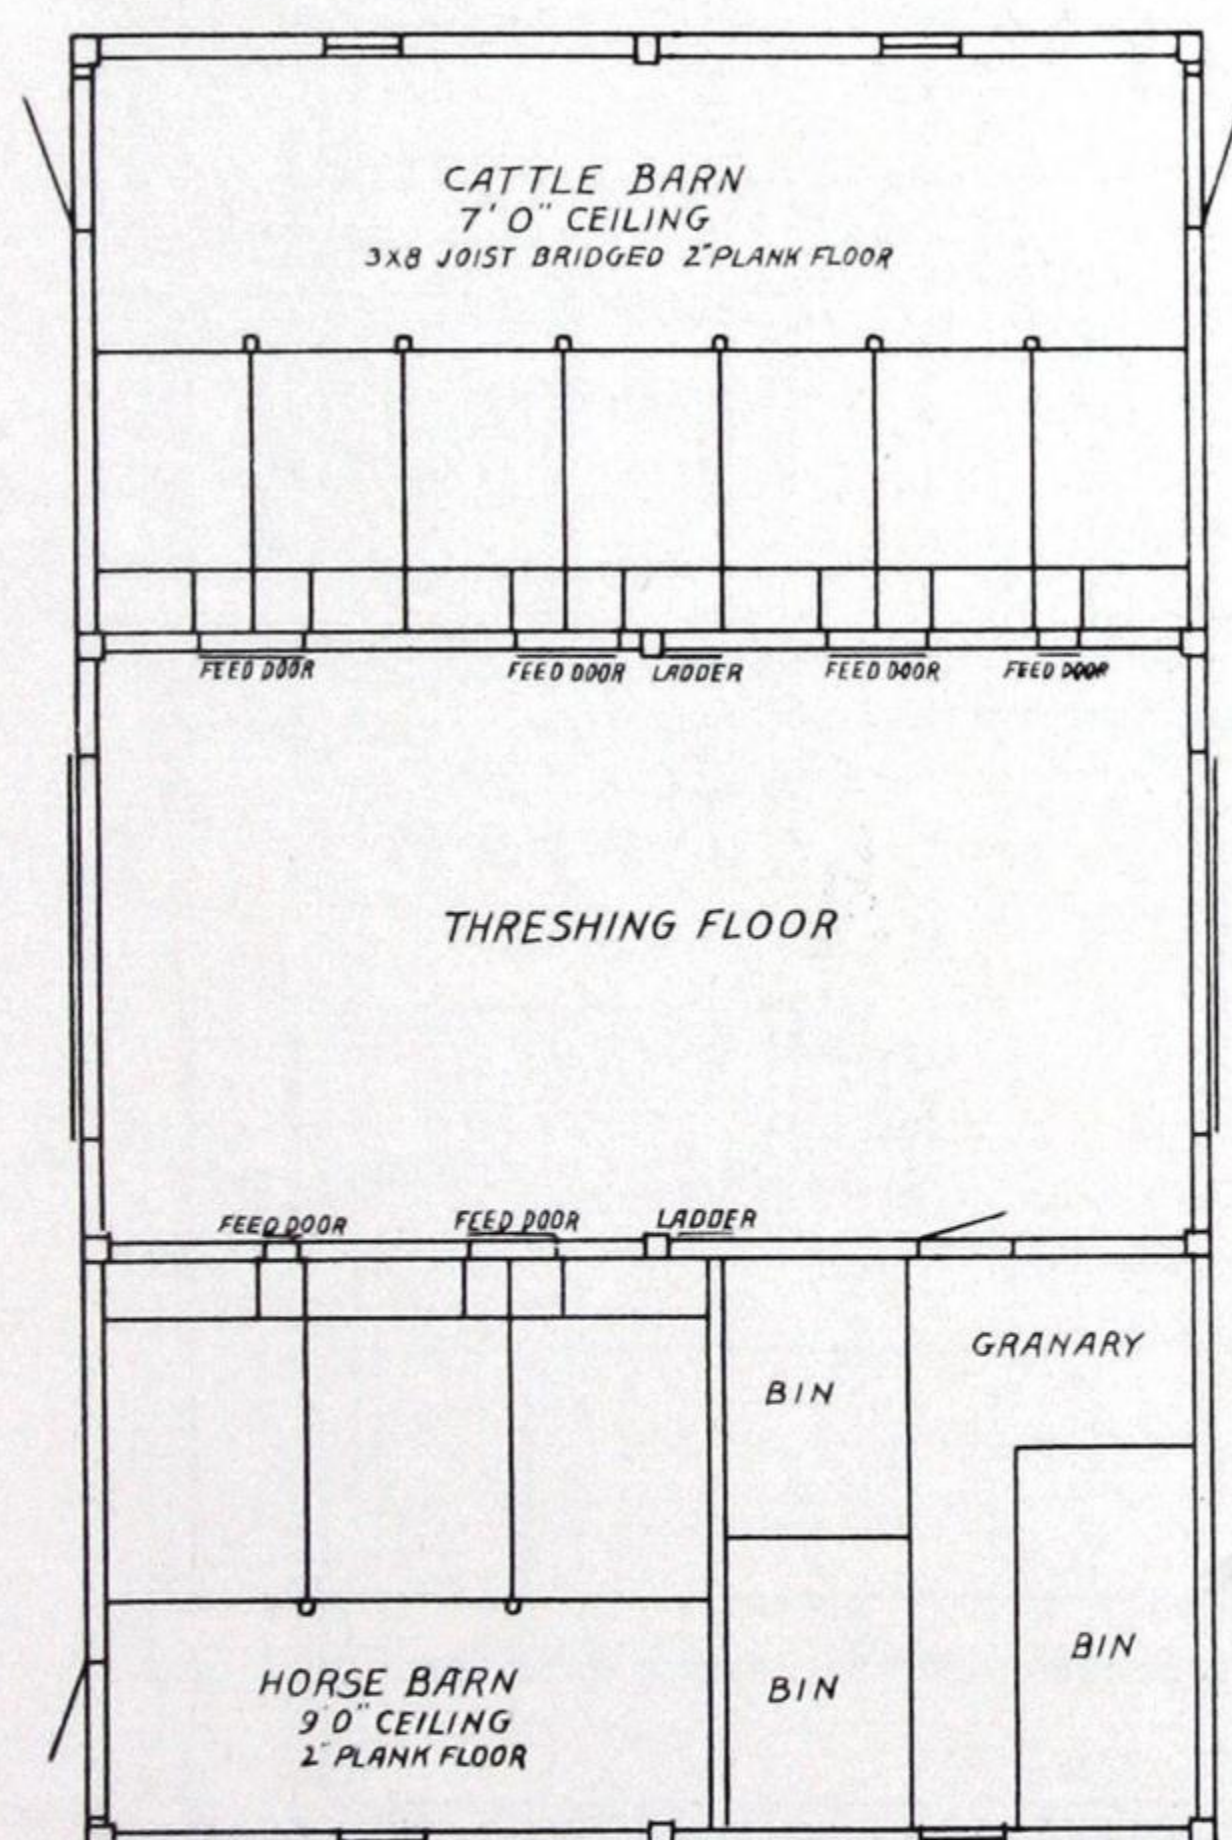 CATTLE BARN
7' 0" CEILING
3X8 JOIST BRIDGED 2" PLANK FLOOR
FEED DOOR
FEED DOOR
LADDER
FEED DOOR
FEED DOOR
THRESHING FLOOR
FEED DOOR
FEED DOOR
LADDER
GRANARY
BIN
BIN
BIN
HORSE BARN
9' 0" CEILING
2" PLANK FLOOR